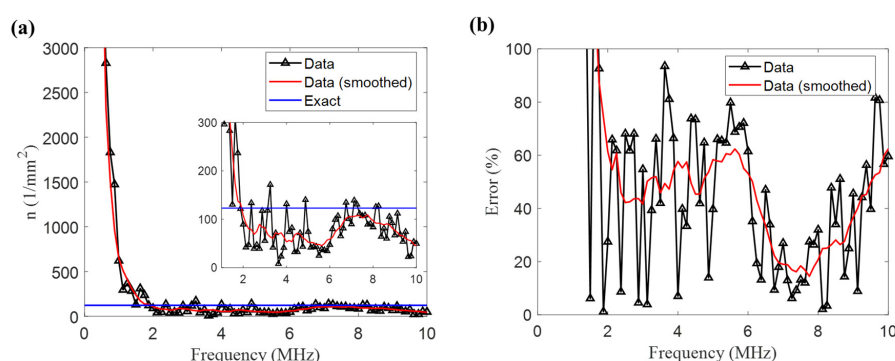 (a)
3000
2500
2000
1500
1000
500
0
0 2 4 6 8 10
n (1/mm²)
Frequency (MHz)
Data
Data (smoothed)
Exact
300
200
100
0
2 4 6 8 10
(b)
100
80
60
40
20
0
0 2 4 6 8 10
Error (%)
Frequency (MHz)
Data
Data (smoothed)